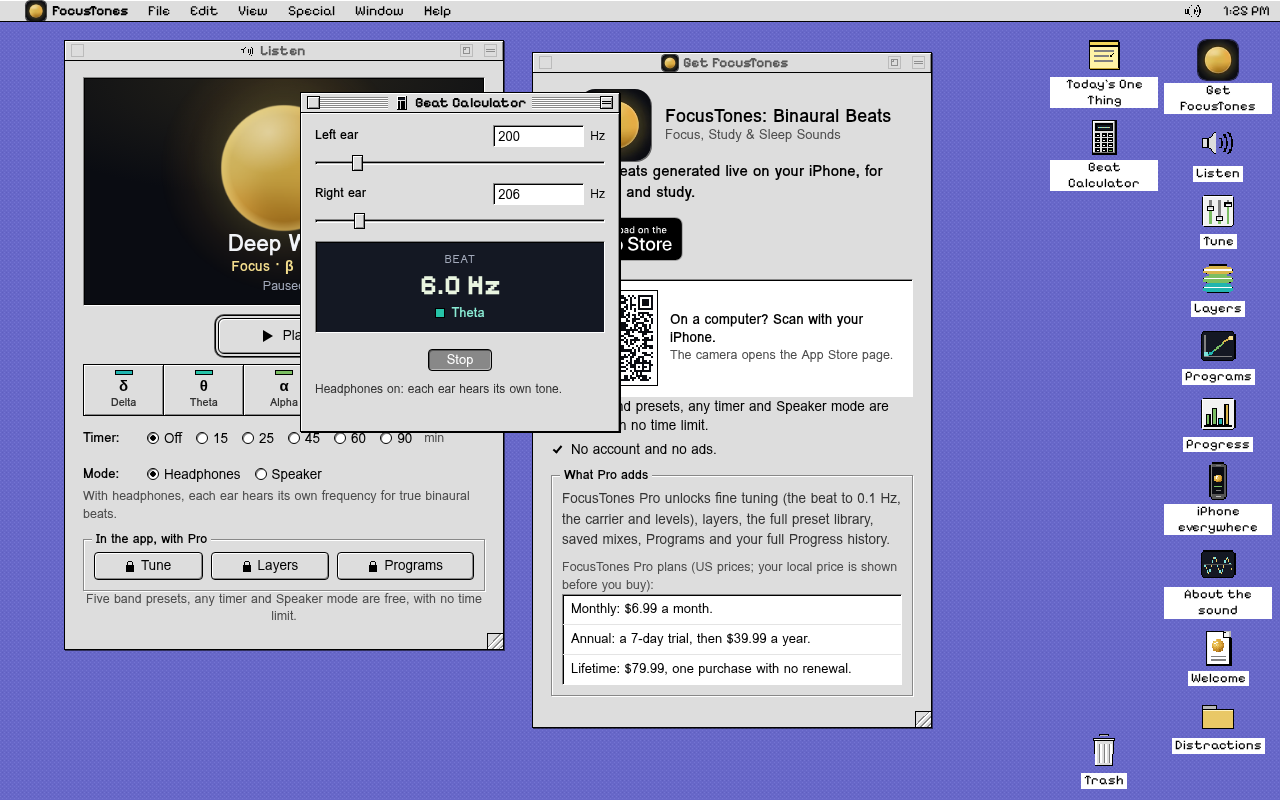 FocusTones File Edit View Special Window Help
1:28 PM
Listen
Deep W
Focus · β
Pause
Pla
δ
Delta
θ
Theta
α
Alpha
Timer: Off 15 25 45 60 90 min
Mode: Headphones Speaker
With headphones, each ear hears its own frequency for true binaural
beats.
In the app, with Pro
Tune
Layers
Programs
Five band presets, any timer and Speaker mode are free, with no time
limit.
Beat Calculator
Left ear
200 Hz
Right ear
206 Hz
BEAT
6.0 Hz
Theta
Stop
Headphones on: each ear hears its own tone.
Get FocusTones
FocusTones: Binaural Beats
Focus, Study & Sleep Sounds
eats generated live on your iPhone, for
and study.
oad on the
Store
On a computer? Scan with your
iPhone.
The camera opens the App Store page.
nd presets, any timer and Speaker mode are
n no time limit.
No account and no ads.
What Pro adds
FocusTones Pro unlocks fine tuning (the beat to 0.1 Hz,
the carrier and levels), layers, the full preset library,
saved mixes, Programs and your full Progress history.
FocusTones Pro plans (US prices; your local price is shown
before you buy):
Monthly: $6.99 a month.
Annual: a 7-day trial, then $39.99 a year.
Lifetime: $79.99, one purchase with no renewal.
Today's One
Thing
Beat
Calculator
Trash
Get
FocusTones
Listen
Tune
Layers
Programs
Progress
iPhone
everywhere
About the
sound
Welcome
Distractions